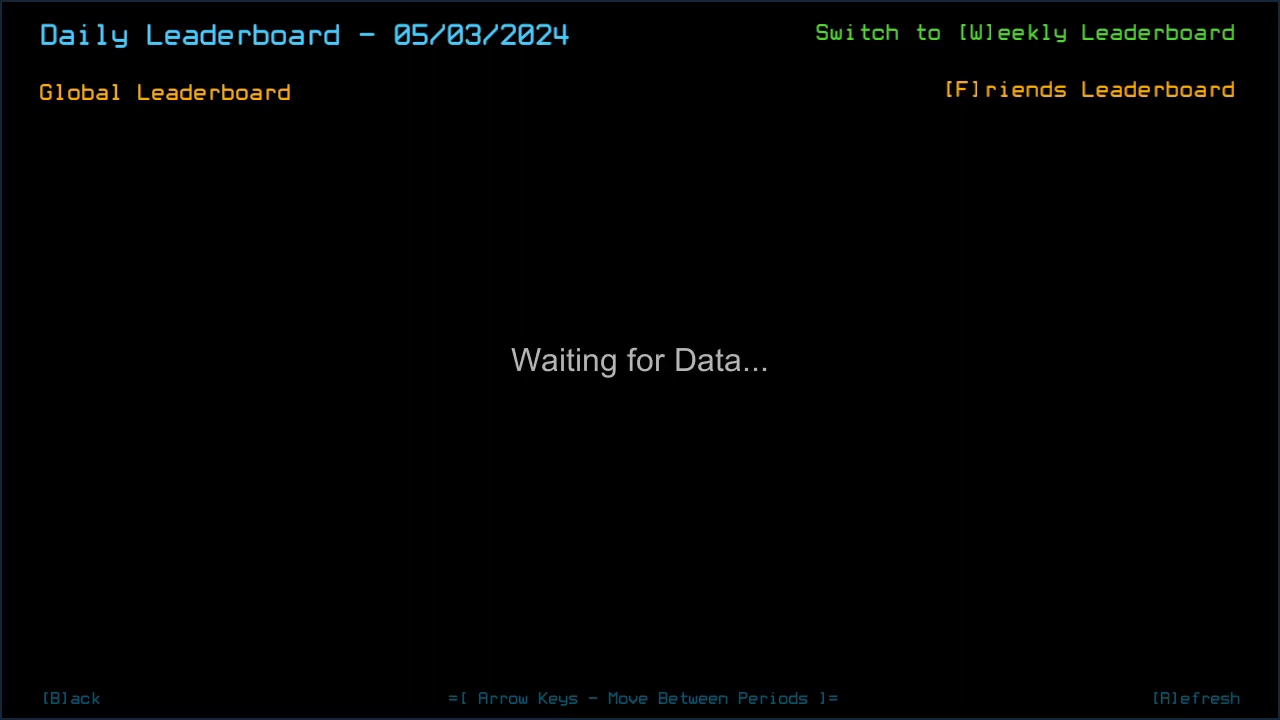 Daily Leaderboard - 05/03/2024
Switch to [W]eekly Leaderboard
Global Leaderboard
[F]riends Leaderboard
Waiting for Data...
[B]ack
=[ Arrow Keys - Move Between Periods ]=
[R]efresh